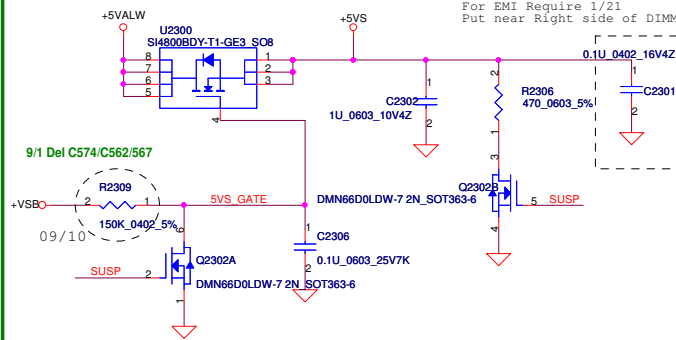 For EMI Require 1/21
Put near Right side of DIMM
+5VALW
+5VS
U2300
SI4800BDY-T1-GE3_SO8
8
7
6
5
1
2
3
4
0.1U_0402_16V4Z
1
C2301
2
1
C2302
1U_0603_10V4Z
2
2
R2306
470_0603_5%
1
9/1 Del C574/C562/567
3
Q2302B
DMN66D0LDW-7 2N_SOT363-6
5
SUSP
4
R2309
+VSB
2
1
150K_0402_5%
09/10
5VS_GATE
1
C2306
2
0.1U_0603_25V7K
6
Q2302A
SUSP
2
DMN66D0LDW-7 2N_SOT363-6
1